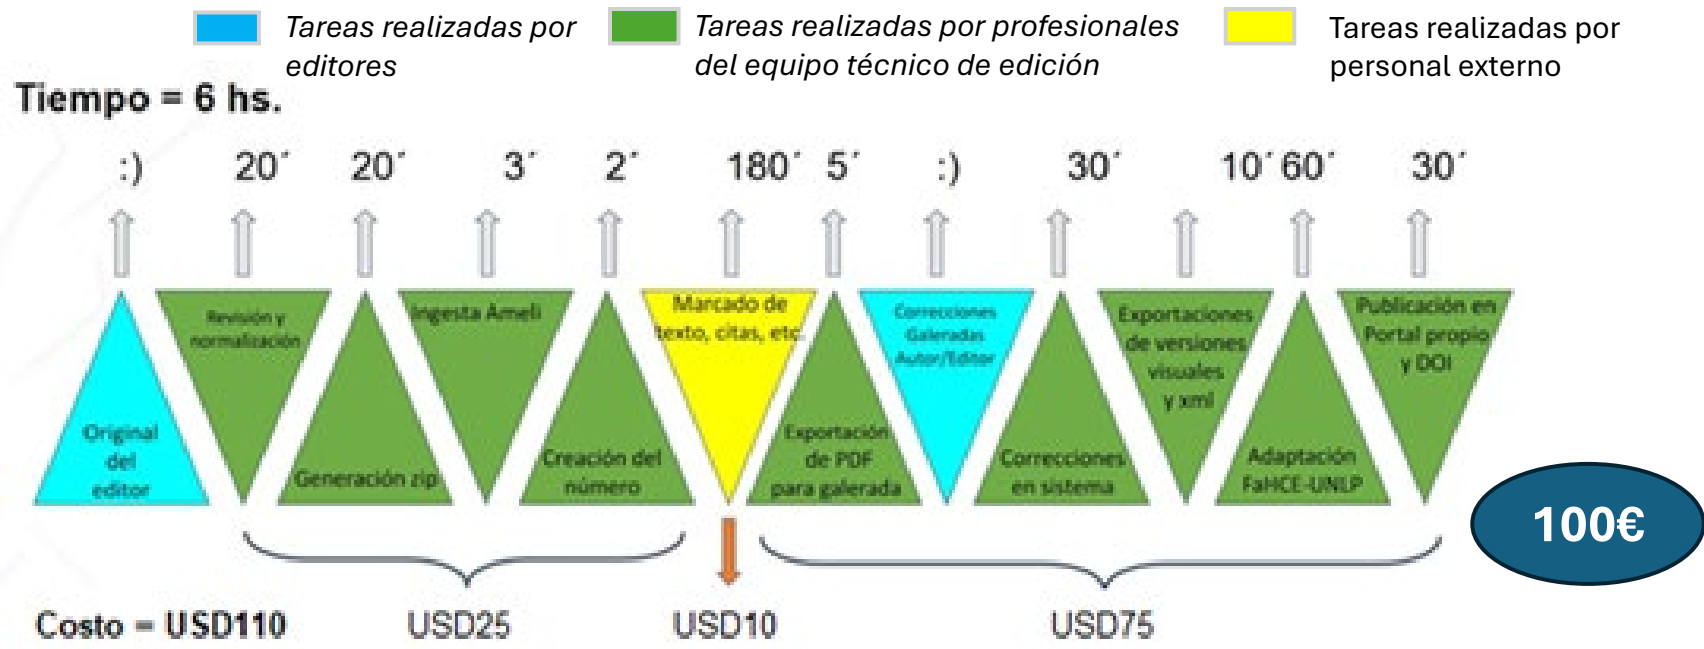 Tareas realizadas por
editores
Tareas realizadas por profesionales
del equipo técnico de edición
Tareas realizadas por
personal externo
Tiempo = 6 hs.
:) 20´ 20´ 3´ 2´ 180´ 5´ :) 30´ 10´ 60´ 30´
Original
del
editor
Revisión y
normalización
Generación zip
Ingesta Ameli
Creación del
número
Marcado de
texto, citas, etc.
Exportación
de PDF
para galerada
Correcciones
Galeradas
Autor/Editor
Correcciones
en sistema
Exportaciones
de versiones
visuales
y xml
Adaptación
FaHCE-UNLP
Publicación en
Portal propio
y DOI
100€
Costo = USD110 USD25 USD10 USD75